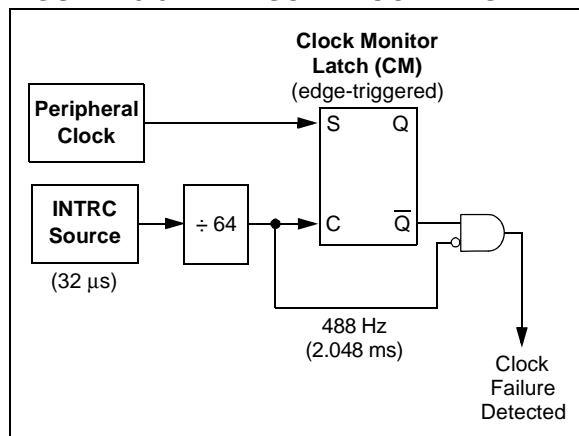 Clock Monitor
Latch (CM)
(edge-triggered)
Peripheral
Clock
S Q
INTRC
Source
÷ 64
C Q̅
(32 μs)
488 Hz
(2.048 ms)
Clock
Failure
Detected